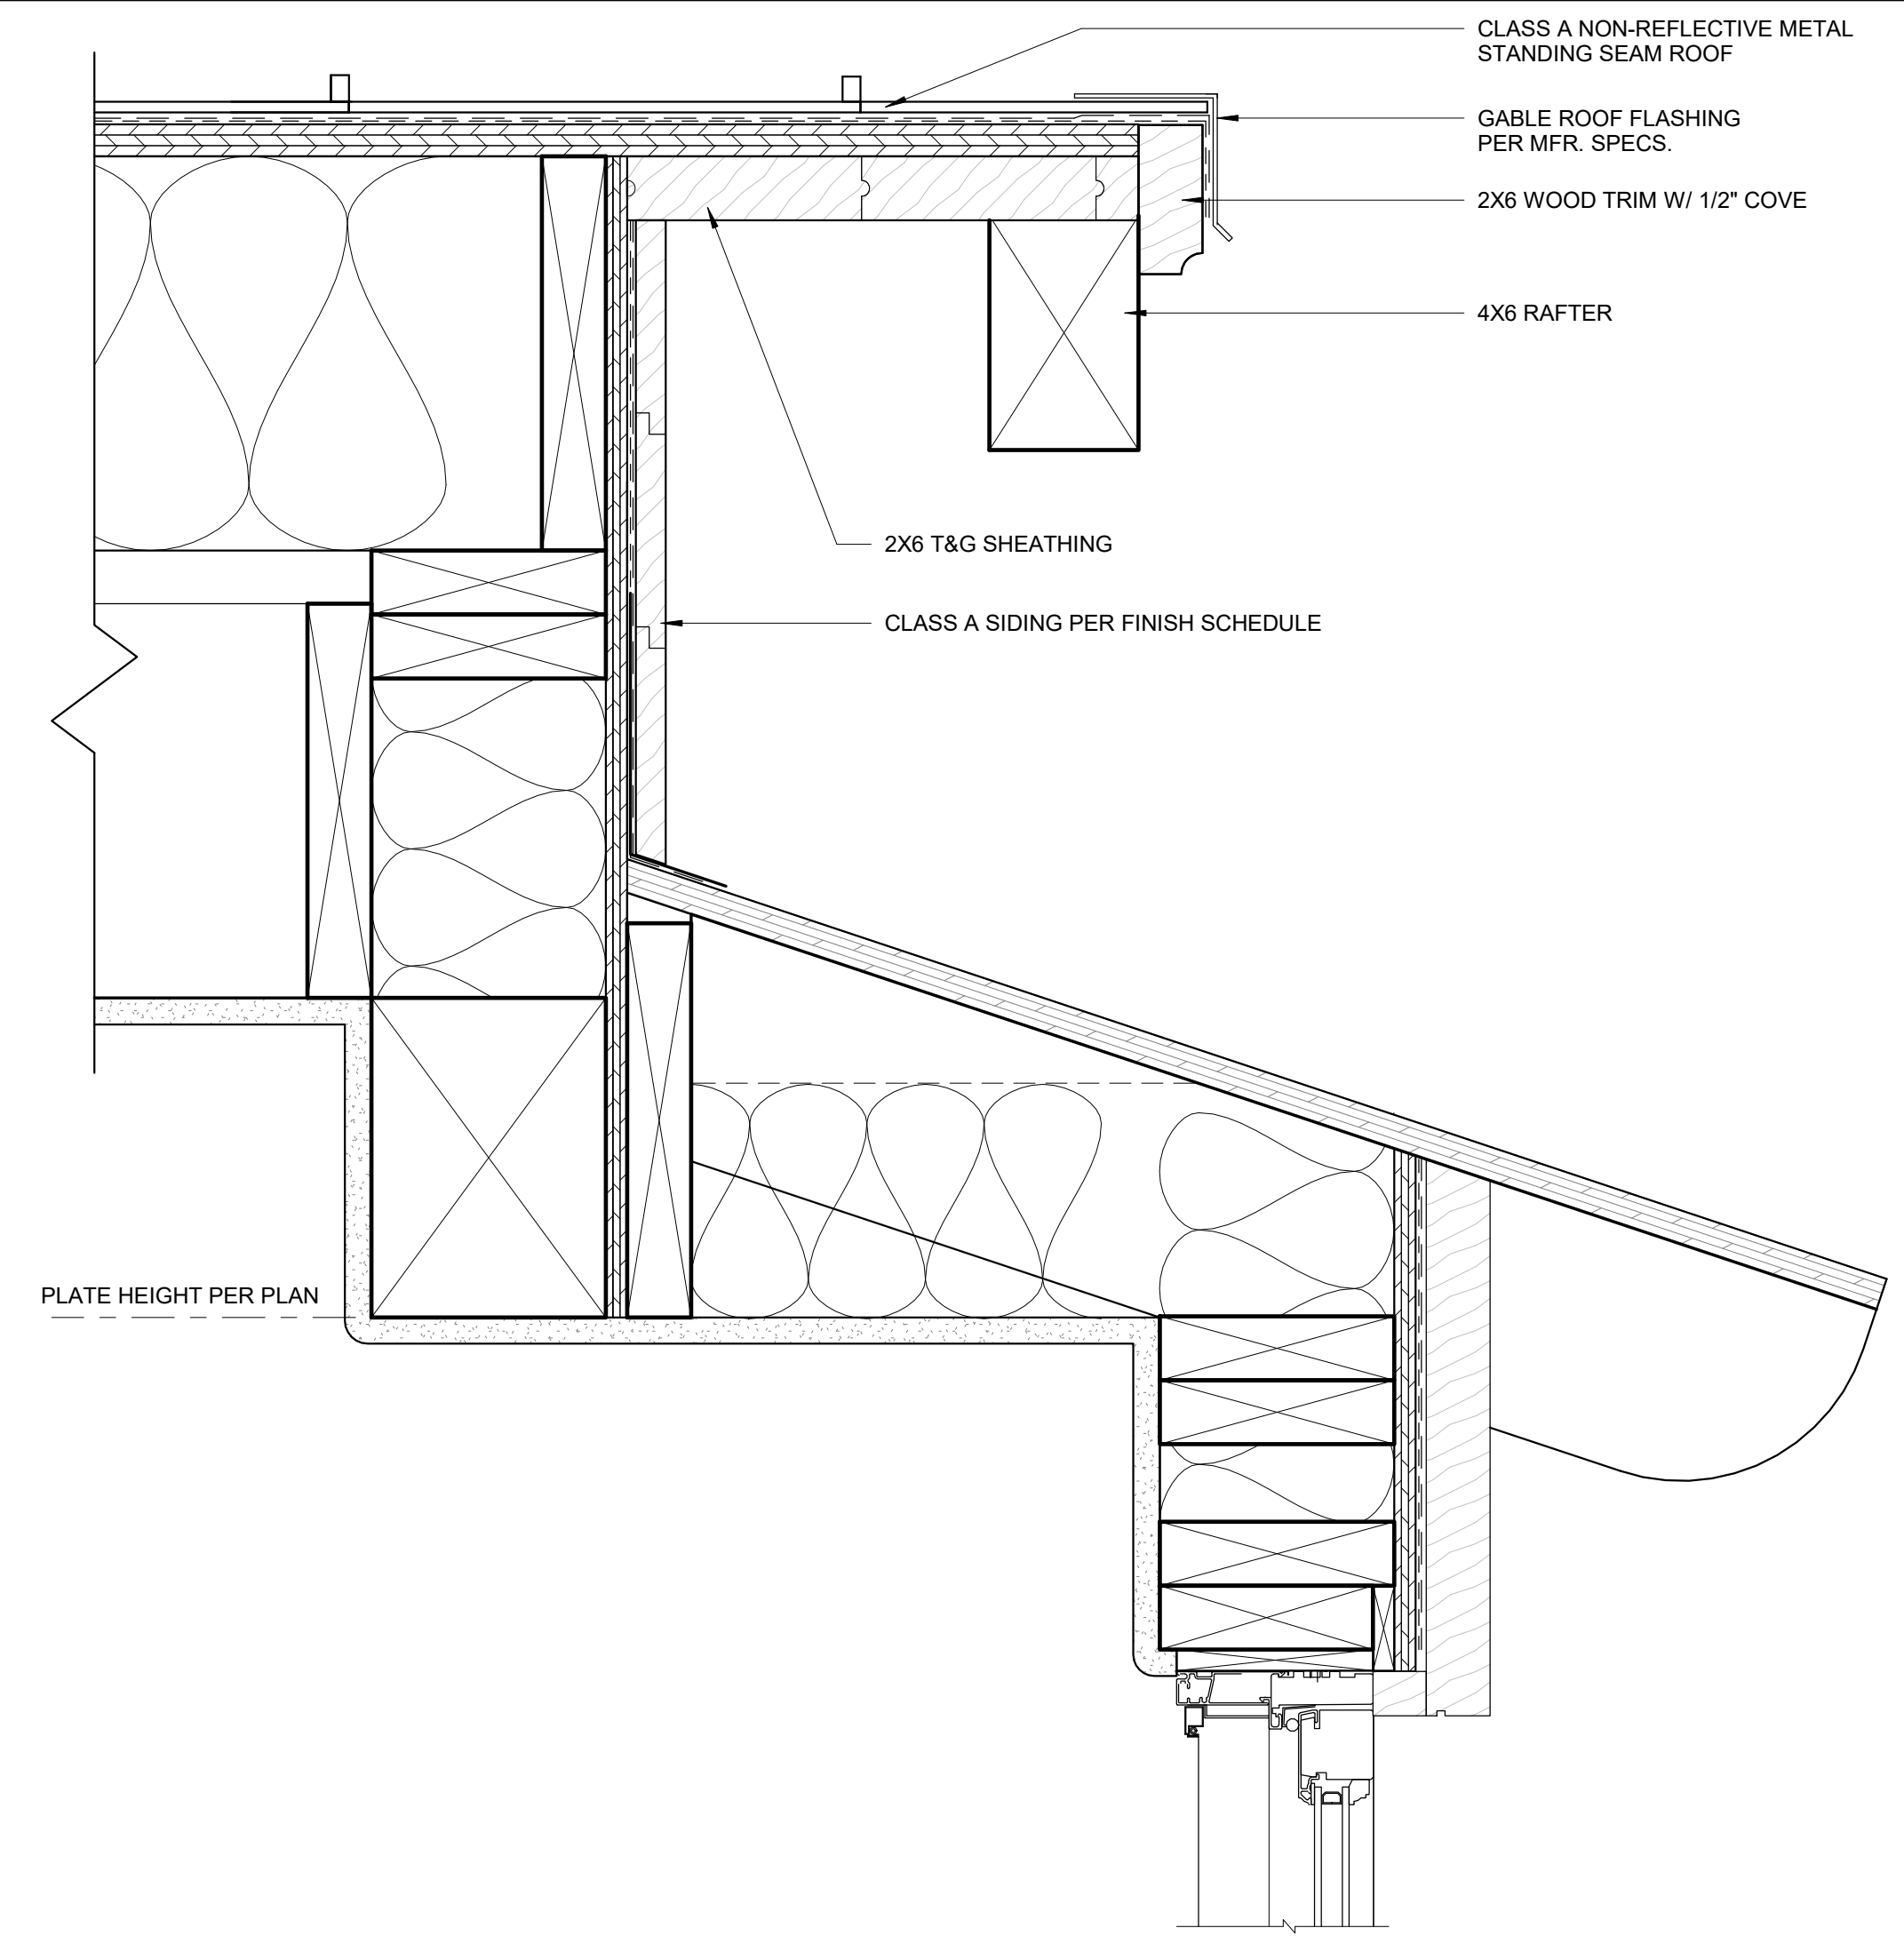 CLASS A NON-REFLECTIVE METAL
STANDING SEAM ROOF
GABLE ROOF FLASHING
PER MFR. SPECS.
2X6 WOOD TRIM W/ 1/2" COVE
4X6 RAFTER
2X6 T&G SHEATHING
CLASS A SIDING PER FINISH SCHEDULE
PLATE HEIGHT PER PLAN